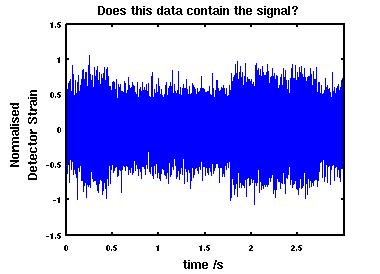 Does this data contain the signal?
1.5
1
0.5
0
-0.5
-1
-1.5
Normalised
Detector Strain
0 0.5 1 1.5 2 2.5
time /s